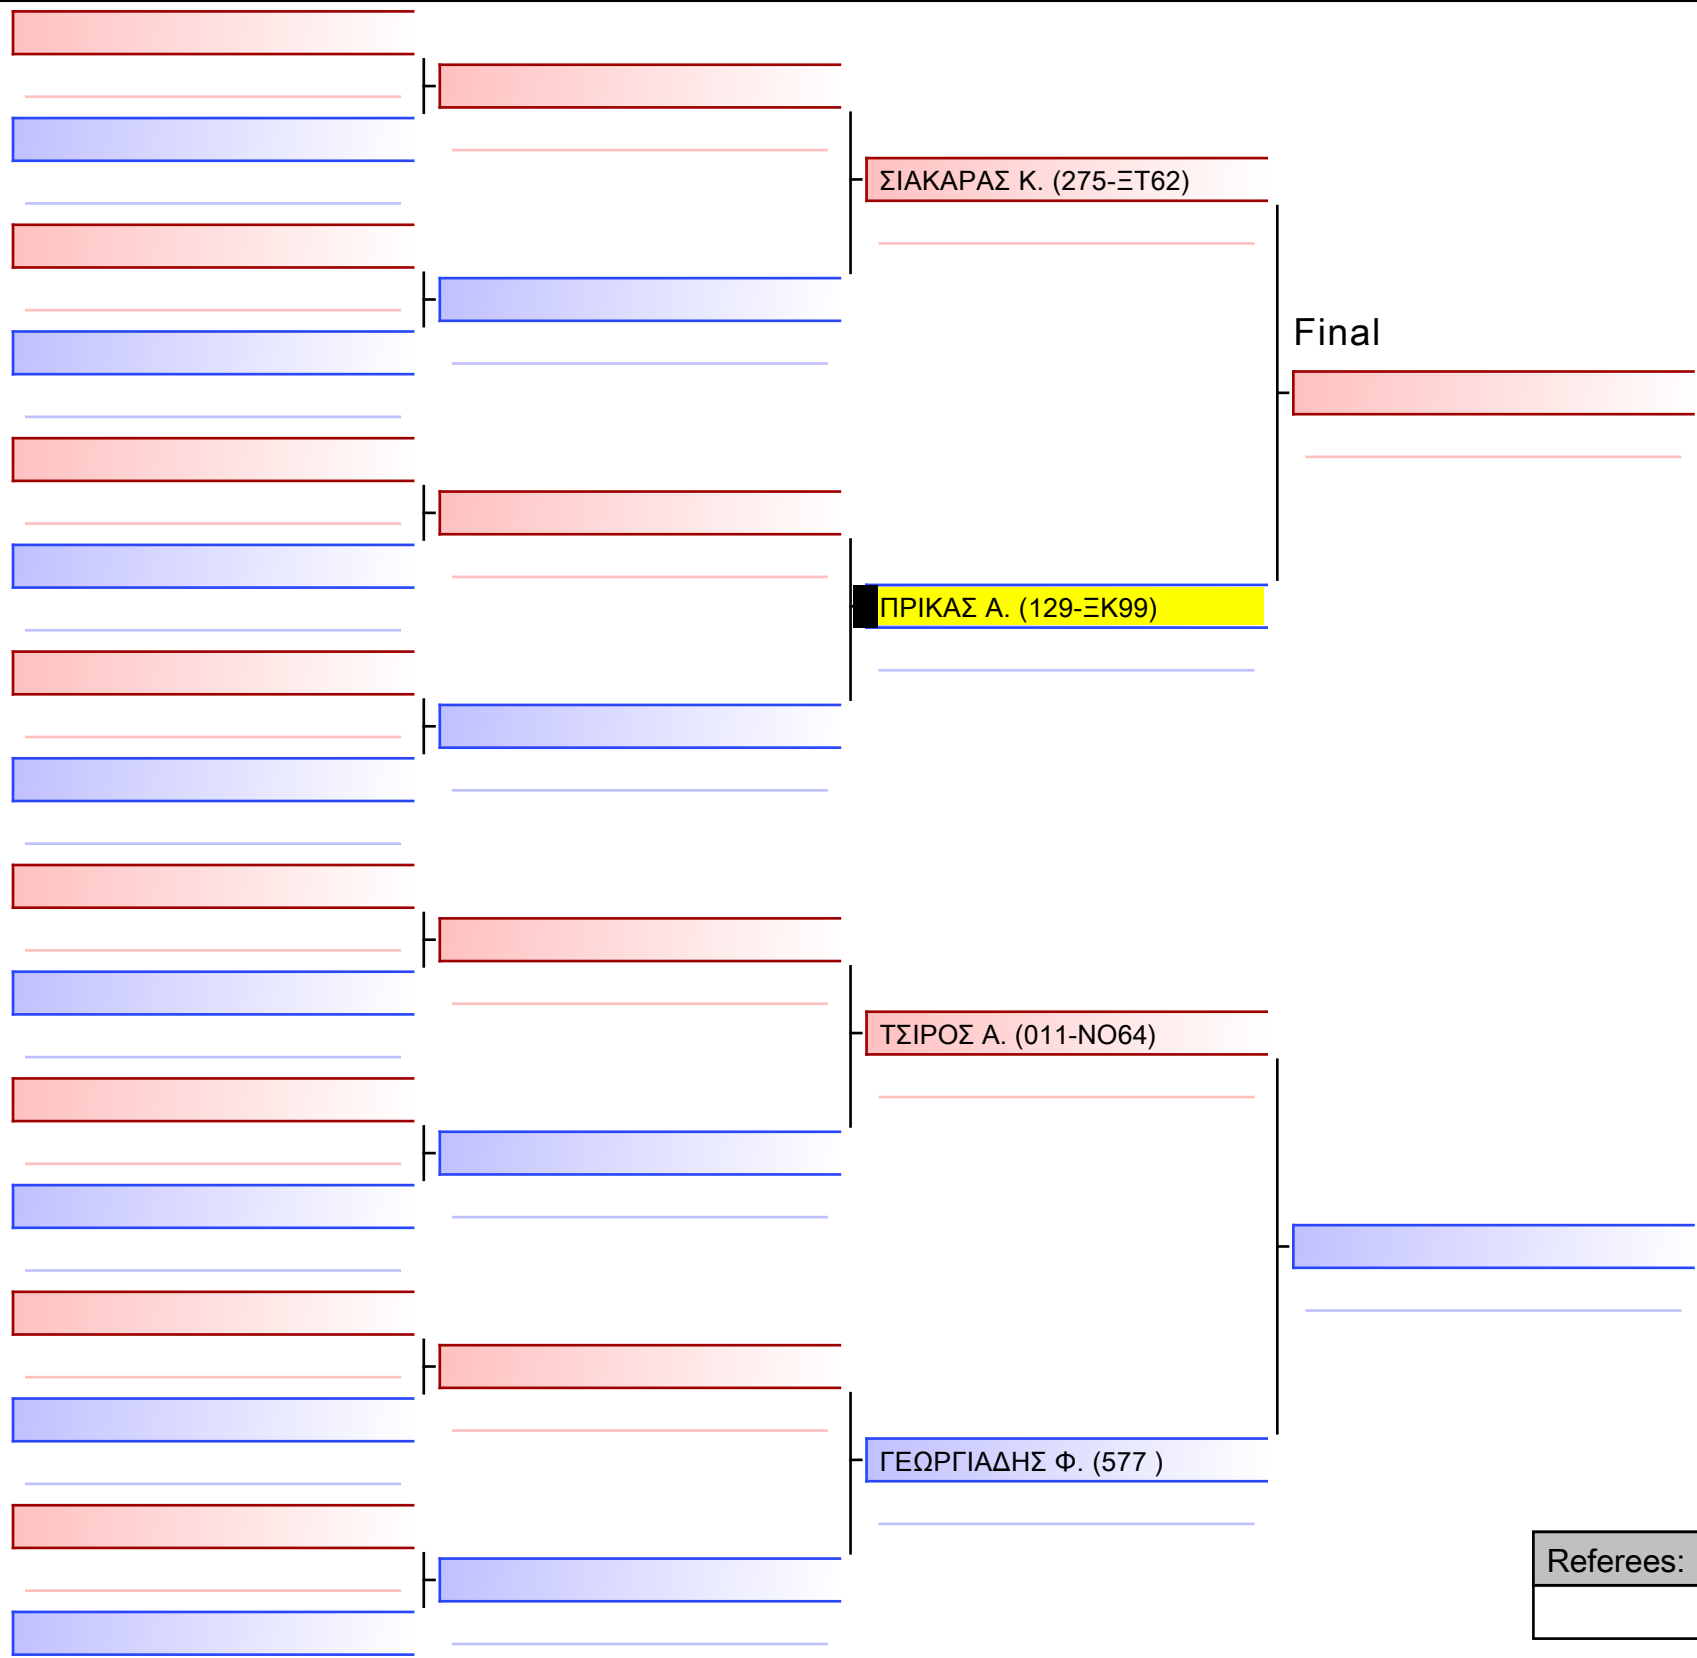 ΣΙΑΚΑΡΑΣ Κ. (275-ΞΤ62)
Final
ΠΡΙΚΑΣ Α. (129-ΞΚ99)
ΤΣΙΡΟΣ Α. (011-ΝΟ64)
ΓΕΩΡΓΙΑΔΗΣ Φ. (577 )
Referees: